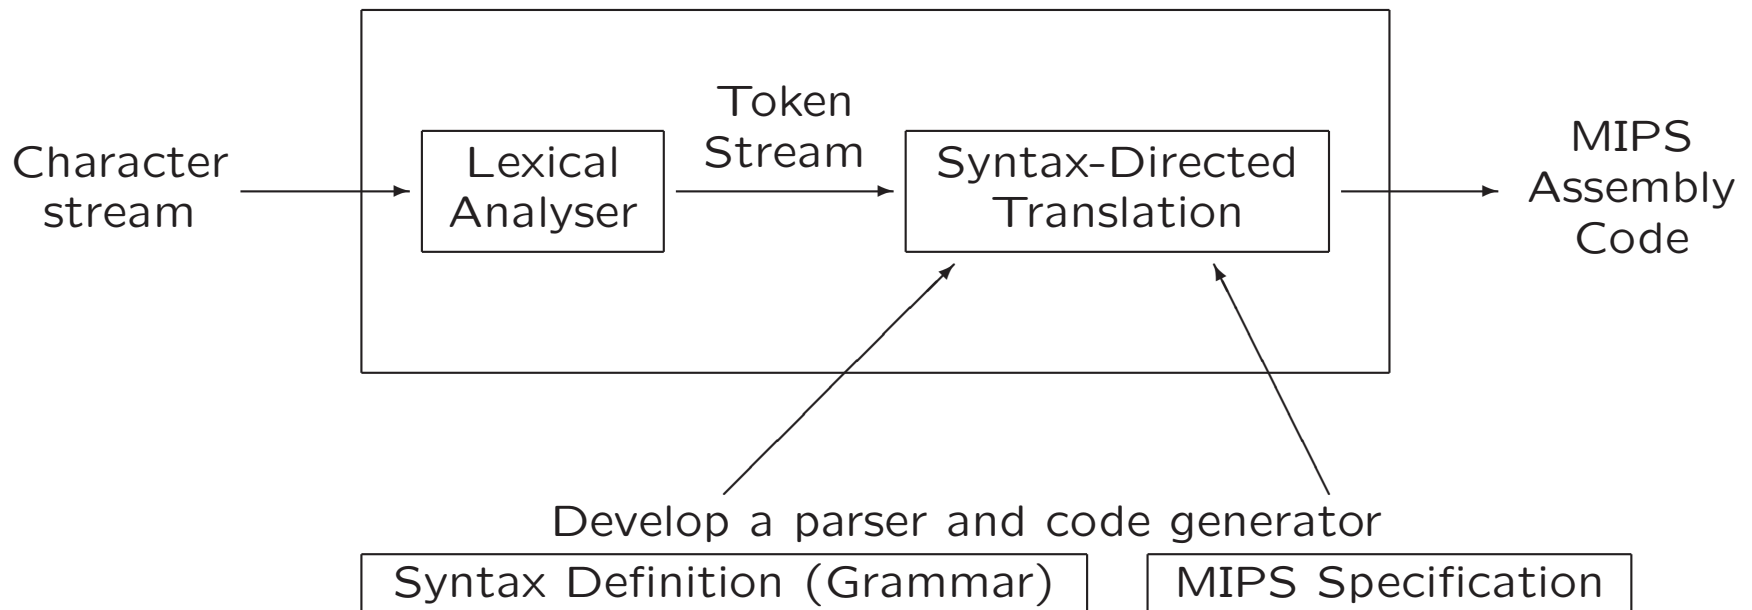 Character
stream
Lexical
Analyser
Token
Stream
Syntax-Directed
Translation
MIPS
Assembly
Code
Develop a parser and code generator
Syntax Definition (Grammar)
MIPS Specification